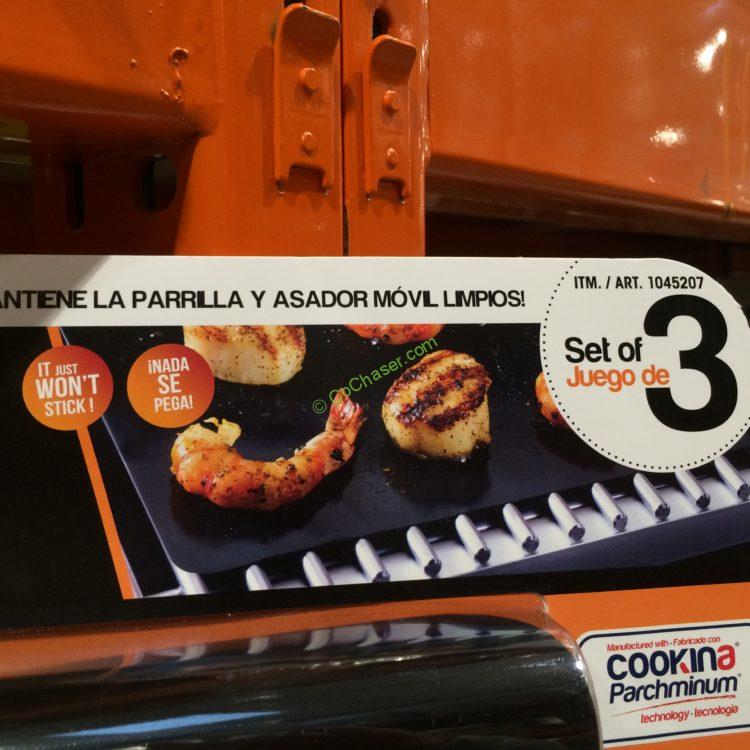 ANTIENE LA PARRILLA Y ASADOR MÓVIL LIMPIOS!
ITM. / ART. 1045207
Set of
Juego de
3
IT JUST
WON'T
STICK!
¡NADA
SE
PEGA!
© CpChaser.com
Manufactured with • Fabricado con
COOKINA®
Parchminum®
technology • tecnología